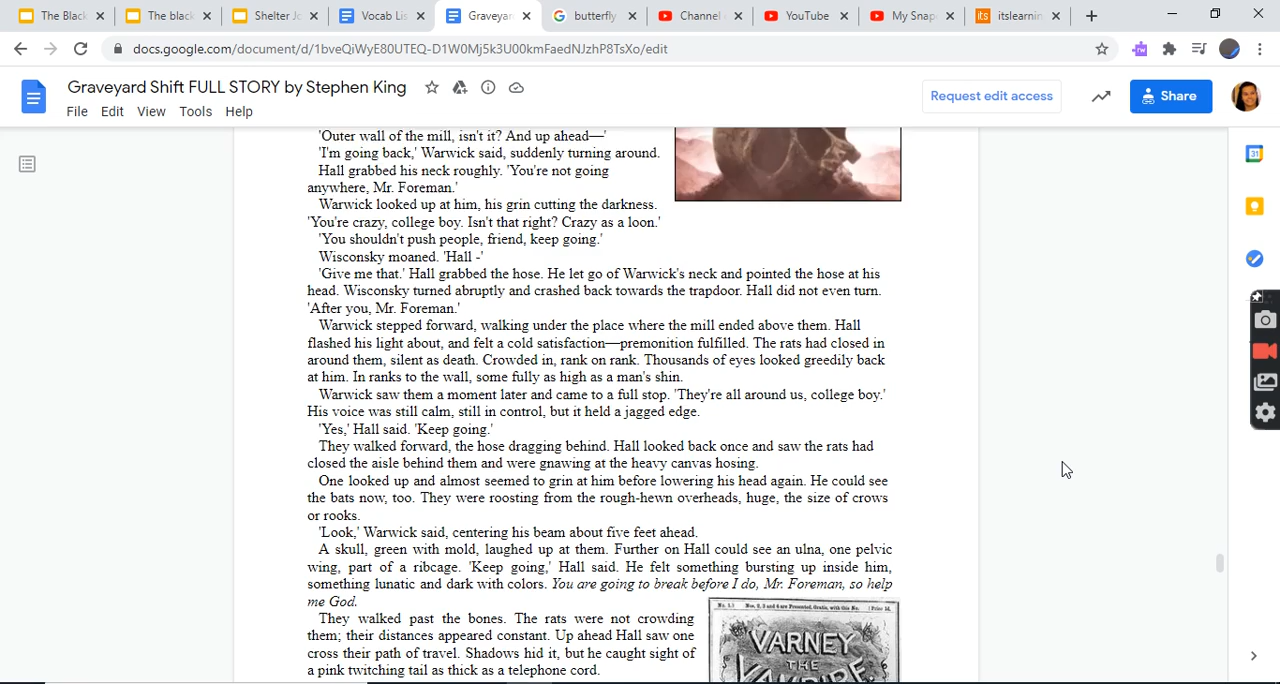 The Black
The black
Shelter Jo
Vocab Lis
Graveyar
butterfly
Channel
YouTube
My Snap
its
itslearnin
docs.google.com/document/d/1bveQiWyE80UTEQ-D1W0Mj5k3U00kmFaedNJzhP8TsXo/edit
rw
Graveyard Shift FULL STORY by Stephen King
File Edit View Tools Help
Request edit access
Share
31
'Outer wall of the mill, isn't it? And up ahead—'
'I'm going back,' Warwick said, suddenly turning around.
Hall grabbed his neck roughly. 'You're not going
anywhere, Mr. Foreman.'
Warwick looked up at him, his grin cutting the darkness.
'You're crazy, college boy. Isn't that right? Crazy as a loon.'
'You shouldn't push people, friend, keep going.'
Wisconsky moaned. 'Hall -'
'Give me that.' Hall grabbed the hose. He let go of Warwick's neck and pointed the hose at his
head. Wisconsky turned abruptly and crashed back towards the trapdoor. Hall did not even turn.
'After you, Mr. Foreman.'
Warwick stepped forward, walking under the place where the mill ended above them. Hall
flashed his light about, and felt a cold satisfaction—premonition fulfilled. The rats had closed in
around them, silent as death. Crowded in, rank on rank. Thousands of eyes looked greedily back
at him. In ranks to the wall, some fully as high as a man's shin.
Warwick saw them a moment later and came to a full stop. 'They're all around us, college boy.'
His voice was still calm, still in control, but it held a jagged edge.
'Yes,' Hall said. 'Keep going.'
They walked forward, the hose dragging behind. Hall looked back once and saw the rats had
closed the aisle behind them and were gnawing at the heavy canvas hosing.
One looked up and almost seemed to grin at him before lowering his head again. He could see
the bats now, too. They were roosting from the rough-hewn overheads, huge, the size of crows
or rooks.
'Look,' Warwick said, centering his beam about five feet ahead.
A skull, green with mold, laughed up at them. Further on Hall could see an ulna, one pelvic
wing, part of a ribcage. 'Keep going,' Hall said. He felt something bursting up inside him,
something lunatic and dark with colors. You are going to break before I do, Mr. Foreman, so help
me God.
They walked past the bones. The rats were not crowding
them; their distances appeared constant. Up ahead Hall saw one
cross their path of travel. Shadows hid it, but he caught sight of
a pink twitching tail as thick as a telephone cord.
VARNEY
THE
VAMPIRE